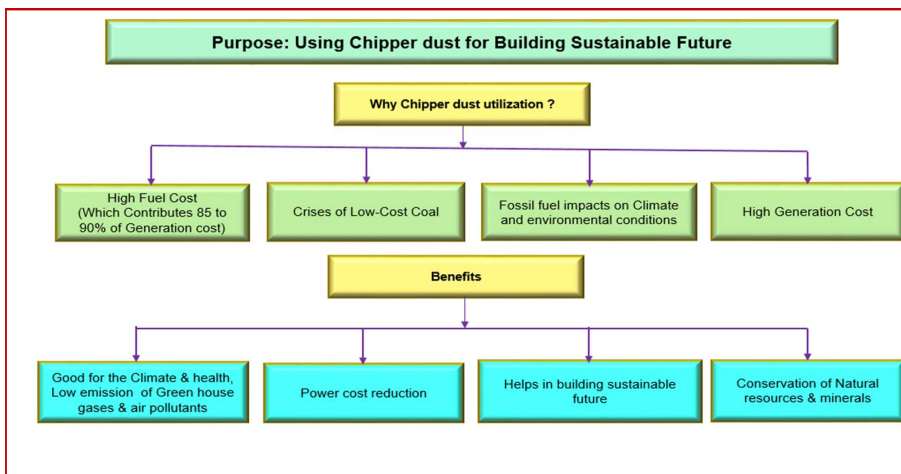 Purpose: Using Chipper dust for Building Sustainable Future
Why Chipper dust utilization ?
High Fuel Cost
(Which Contributes 85 to
90% of Generation cost)
Crises of Low-Cost Coal
Fossil fuel impacts on Climate
and environmental conditions
High Generation Cost
Benefits
Good for the Climate & health,
Low emission of Green house
gases & air pollutants
Power cost reduction
Helps in building sustainable
future
Conservation of Natural
resources & minerals